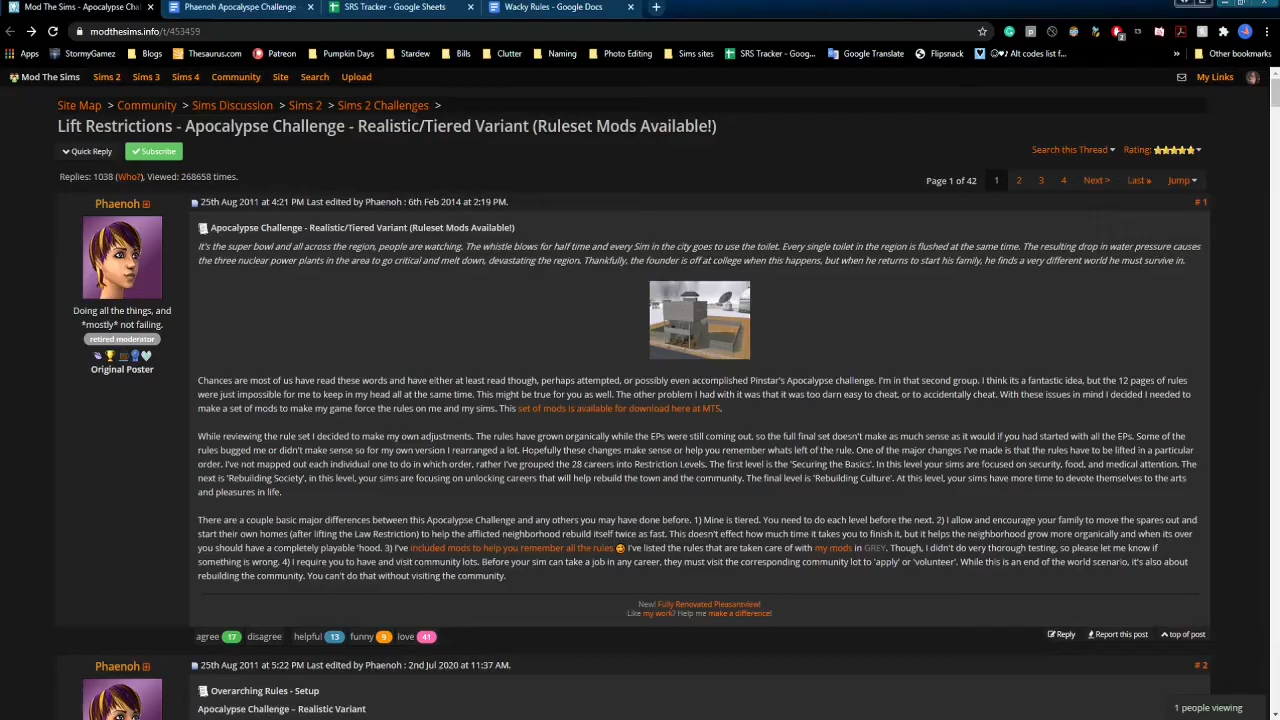 Mod The Sims - Apocalypse Chal
Phaenoh Apocalypse Challenge
SRS Tracker - Google Sheets
Wacky Rules - Google Docs
modthesims.info/t/453459
Apps StormyGamez Blogs Thesaurus.com Patreon Pumpkin Days Stardew Bills Clutter Naming Photo Editing Sims sites SRS Tracker - Goog... Google Translate Flipsnack ☺♥♪ Alt codes list f... » Other bookmarks
Mod The Sims Sims 2 Sims 3 Sims 4 Community Site Search Upload My Links
Site Map > Community > Sims Discussion > Sims 2 > Sims 2 Challenges >
Lift Restrictions - Apocalypse Challenge - Realistic/Tiered Variant (Ruleset Mods Available!)
Quick Reply Subscribe Search this Thread Rating:
Replies: 1038 (Who?), Viewed: 268658 times.
Page 1 of 42 1 2 3 4 Next > Last » Jump
Phaenoh
25th Aug 2011 at 4:21 PM Last edited by Phaenoh : 6th Feb 2014 at 2:19 PM. # 1
Apocalypse Challenge - Realistic/Tiered Variant (Ruleset Mods Available!)
It's the super bowl and all across the region, people are watching. The whistle blows for half time and every Sim in the city goes to use the toilet. Every single toilet in the region is flushed at the same time. The resulting drop in water pressure causes
the three nuclear power plants in the area to go critical and melt down, devastating the region. Thankfully, the founder is off at college when this happens, but when he returns to start his family, he finds a very different world he must survive in.
Doing all the things, and
*mostly* not failing.
retired moderator
Original Poster
Chances are most of us have read these words and have either at least read though, perhaps attempted, or possibly even accomplished Pinstar's Apocalypse challenge. I'm in that second group. I think its a fantastic idea, but the 12 pages of rules
were just impossible for me to keep in my head all at the same time. This might be true for you as well. The other problem I had with it was that it was too darn easy to cheat, or to accidentally cheat. With these issues in mind I decided I needed to
make a set of mods to make my game force the rules on me and my sims. This set of mods is available for download here at MTS.
While reviewing the rule set I decided to make my own adjustments. The rules have grown organically while the EPs were still coming out, so the full final set doesn't make as much sense as it would if you had started with all the EPs. Some of the
rules bugged me or didn't make sense so for my own version I rearranged a lot. Hopefully these changes make sense or help you remember whats left of the rule. One of the major changes I've made is that the rules have to be lifted in a particular
order. I've not mapped out each individual one to do in which order, rather I've grouped the 28 careers into Restriction Levels. The first level is the 'Securing the Basics'. In this level your sims are focused on security, food, and medical attention. The
next is 'Rebuilding Society', in this level, your sims are focusing on unlocking careers that will help rebuild the town and the community. The final level is 'Rebuilding Culture'. At this level, your sims have more time to devote themselves to the arts
and pleasures in life.
There are a couple basic major differences between this Apocalypse Challenge and any others you may have done before. 1) Mine is tiered. You need to do each level before the next. 2) I allow and encourage your family to move the spares out and
start their own homes (after lifting the Law Restriction) to help the afflicted neighborhood rebuild itself twice as fast. This doesn't effect how much time it takes you to finish it, but it helps the neighborhood grow more organically and when its over
you should have a completely playable 'hood. 3) I've included mods to help you remember all the rules I've listed the rules that are taken care of with my mods in GREY. Though, I didn't do very thorough testing, so please let me know if
something is wrong. 4) I require you to have and visit community lots. Before your sim can take a job in any career, they must visit the corresponding community lot to 'apply' or 'volunteer'. While this is an end of the world scenario, it's also about
rebuilding the community. You can't do that without visiting the community.
New! Fully Renovated Pleasantview!
Like my work? Help me make a difference!
agree 17 disagree helpful 13 funny 9 love 41 Reply Report this post top of post
Phaenoh
25th Aug 2011 at 5:22 PM Last edited by Phaenoh : 2nd Jul 2020 at 11:37 AM. # 2
Overarching Rules - Setup
Apocalypse Challenge – Realistic Variant
1 people viewing